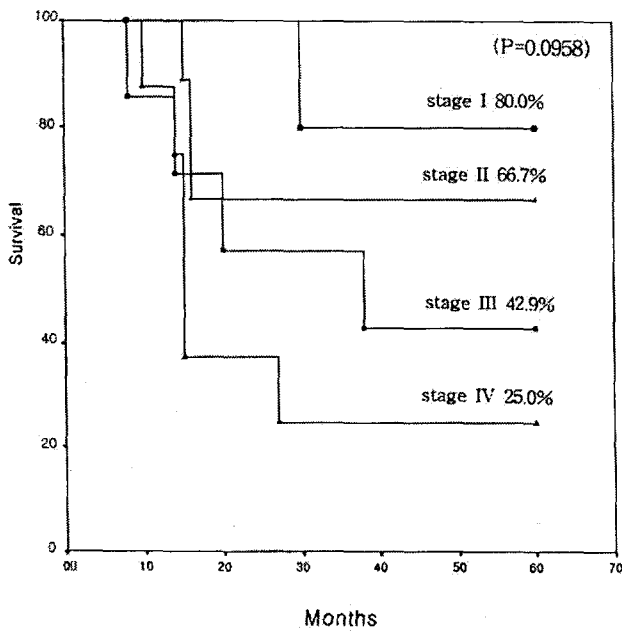 100
(P=0.0958)
stage I 80.0%
80
stage II 66.7%
60
Survival
stage III 42.9%
40
stage IV 25.0%
20
0
00 10 20 30 40 50 60 70
Months